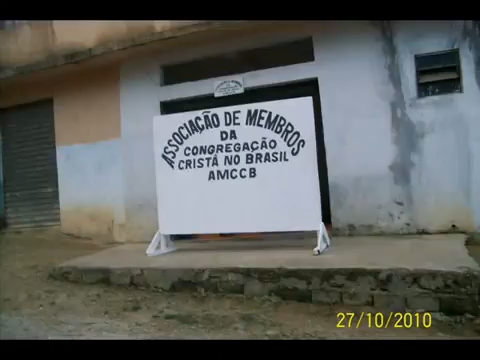 ASSOCIAÇÃO DE MEMBROS
DA
CONGREGAÇÃO
CRISTÃ NO BRASIL
AMCCB
27/10/2010